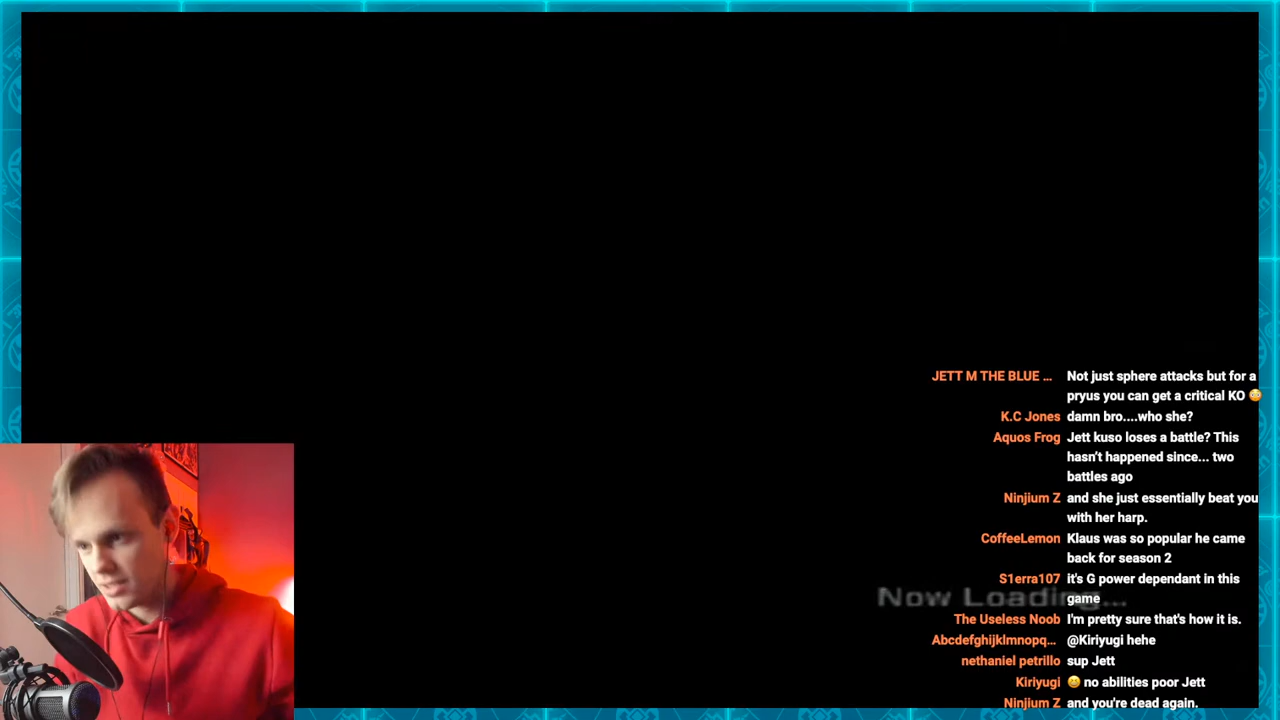 JETT M THE BLUE ... Not just sphere attacks but for a
pryus you can get a critical KO 😳
K.C Jones damn bro....who she?
Aquos Frog Jett kuso loses a battle? This
hasn't happened since... two
battles ago
Ninjium Z and she just essentially beat you
with her harp.
CoffeeLemon Klaus was so popular he came
back for season 2
S1erra107 it's G power dependant in this
game
Now Loading...
The Useless Noob I'm pretty sure that's how it is.
Abcdefghijklmnopq... @Kiriyugi hehe
nethaniel petrillo sup Jett
Kiriyugi 😄 no abilities poor Jett
Ninjium Z and you're dead again.